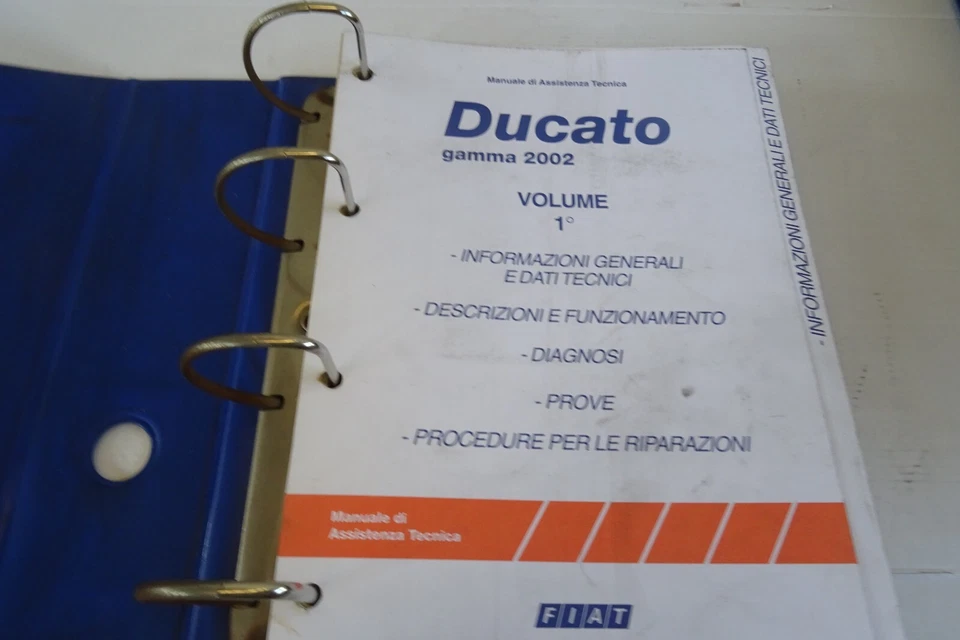 Manuale di Assistenza Tecnica
Ducato
gamma 2002
VOLUME
1°
- INFORMAZIONI GENERALI
E DATI TECNICI
- DESCRIZIONI E FUNZIONAMENTO
- DIAGNOSI
- PROVE
- PROCEDURE PER LE RIPARAZIONI
Manuale di
Assistenza Tecnica
FIAT
- INFORMAZIONI GENERALI E DATI TECNICI